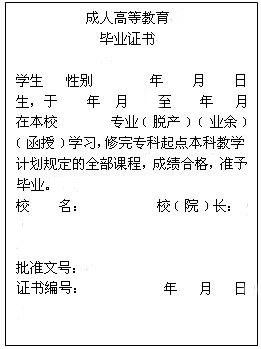 成人高等教育
毕业证书
学生 性别 年 月 日
生，于 年 月 至 年 月
在本校 专业（脱产）（业余）
（函授）学习，修完专科起点本科教学
计划规定的全部课程，成绩合格，准予
毕业。
校 名： 校（院）长：
批准文号：
证书编号： 年 月 日